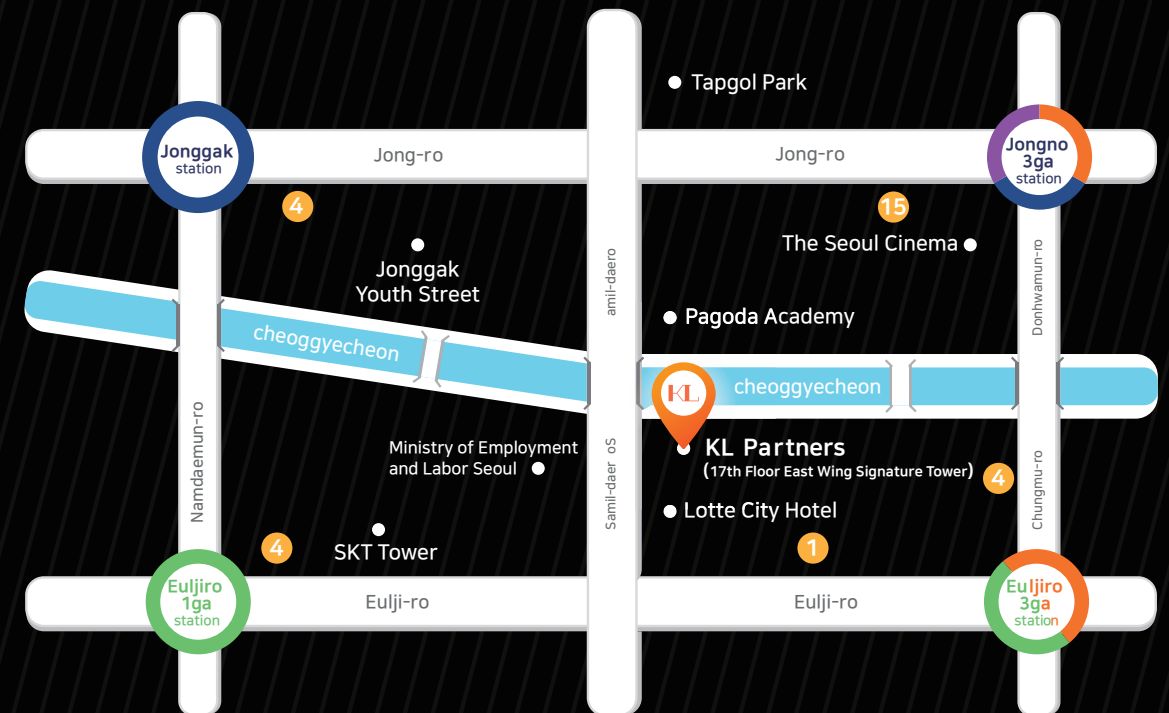 Tapgol Park
Jonggak
station
Jong-ro
Jong-ro
Jongno
3ga
station
4
15
The Seoul Cinema
Jonggak
Youth Street
amil-daero
Donhwamun-ro
Pagoda Academy
cheoggyecheon
KL
cheoggyecheon
Namdaemun-ro
Ministry of Employment
and Labor Seoul
Samil-daer oS
KL Partners
(17th Floor East Wing Signature Tower)
4
Chungmu-ro
Lotte City Hotel
4
SKT Tower
1
Euljiro
1ga
station
Eulji-ro
Eulji-ro
Euljiro
3ga
station